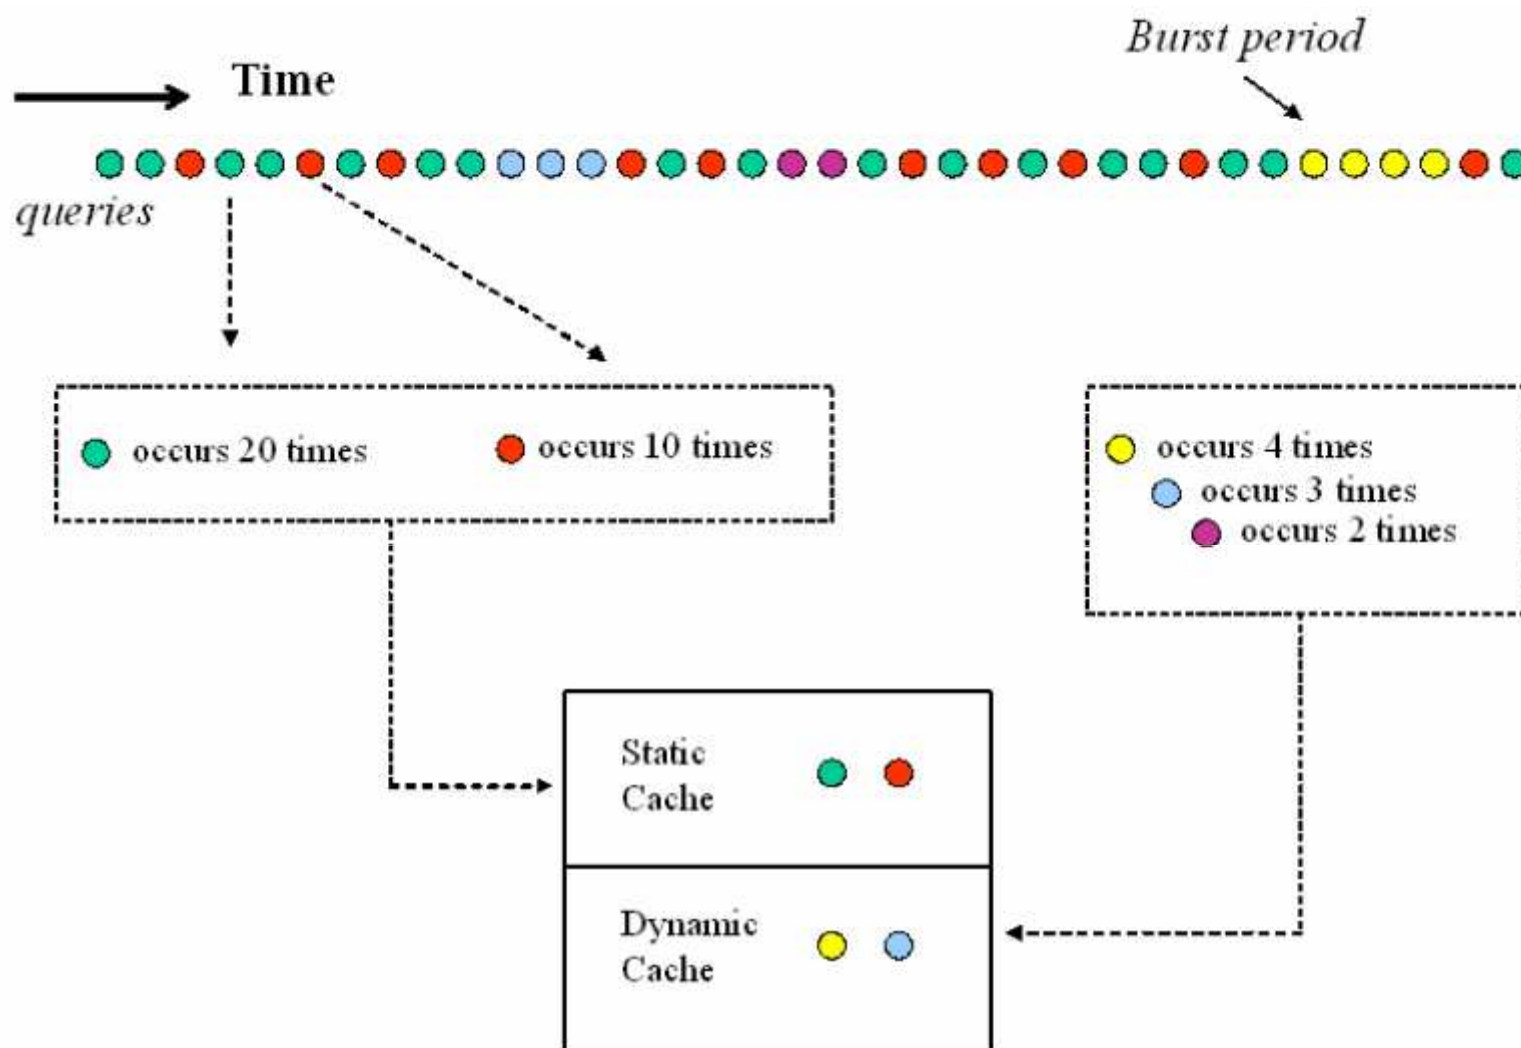 Burst period
Time
queries
occurs 20 times
occurs 10 times
occurs 4 times
occurs 3 times
occurs 2 times
Static
Cache
Dynamic
Cache